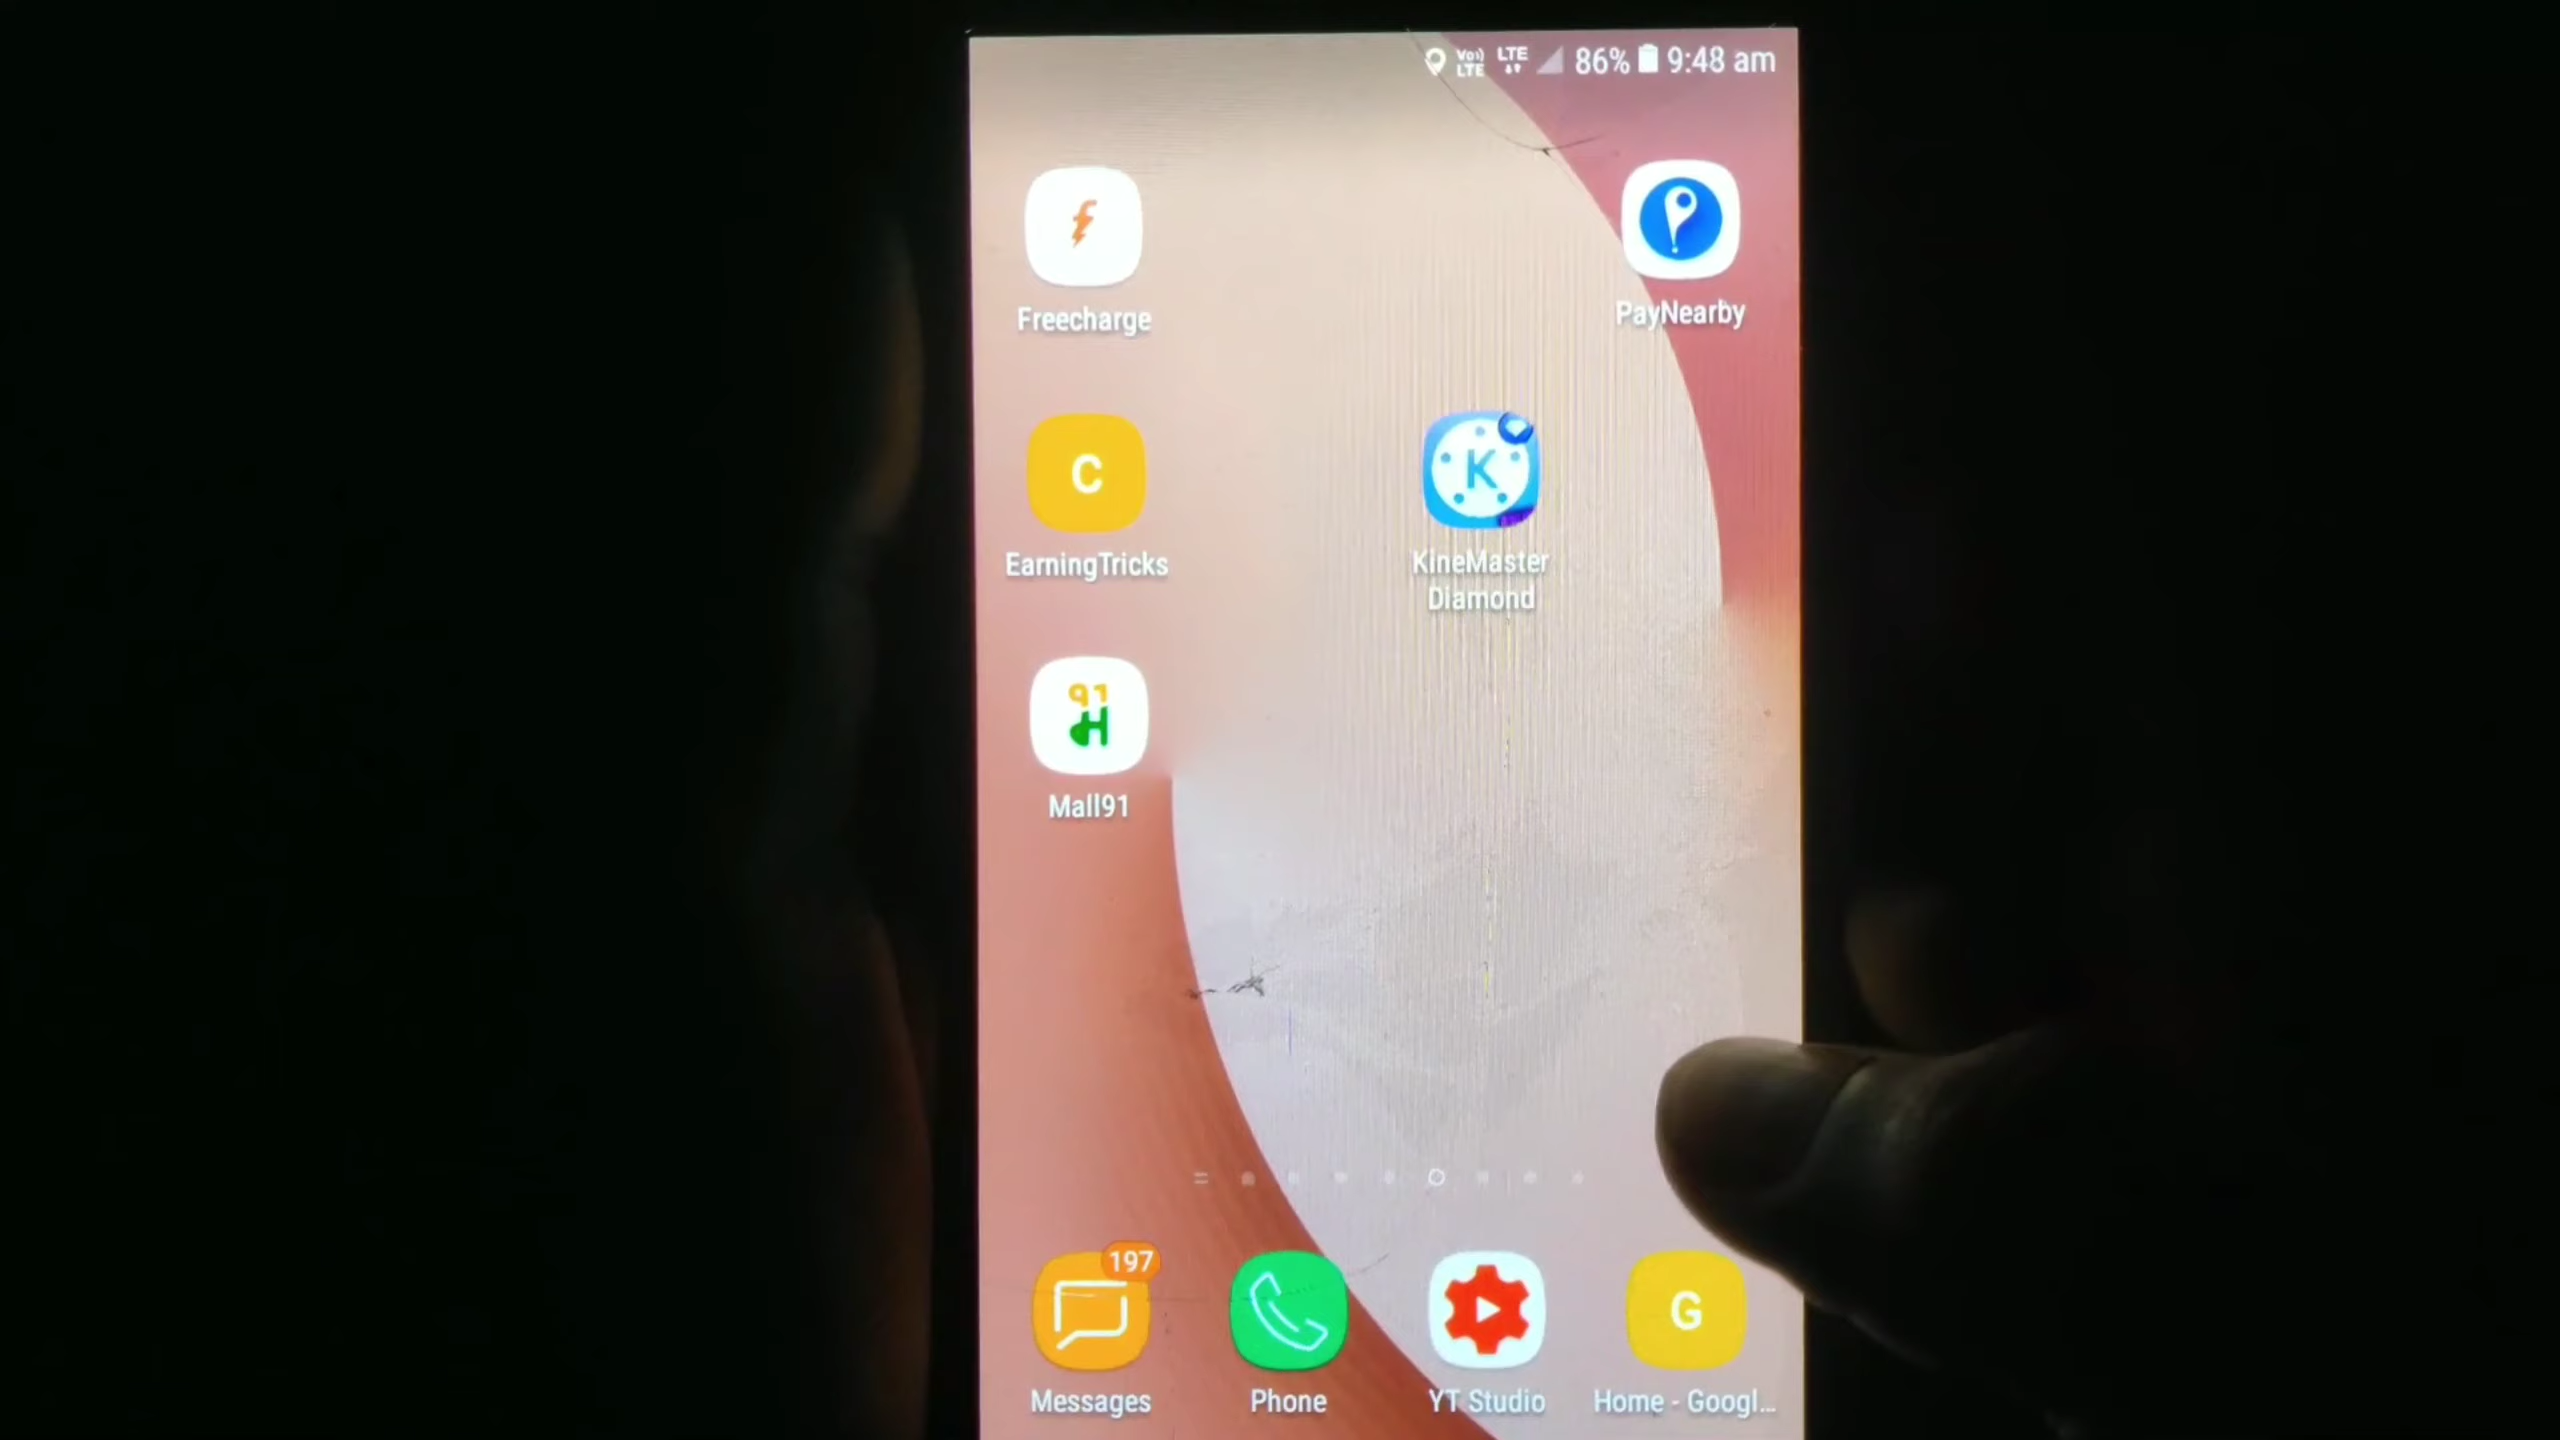 Vo)) LTE LTE 86% 9:48 am
Freecharge
PayNearby
C
EarningTricks
K
KineMaster
Diamond
91
M
Mall91
197
Messages
Phone
YT Studio
G
Home - Googl...